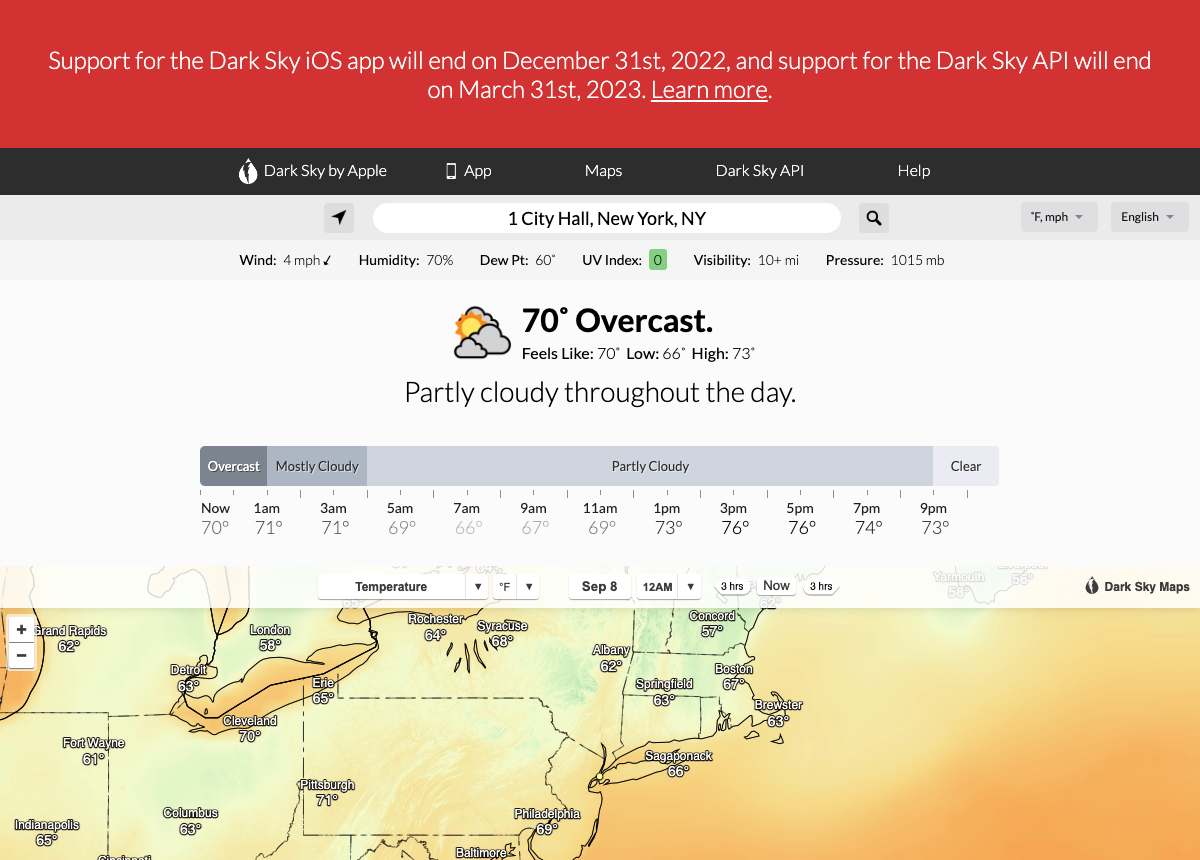 Support for the Dark Sky iOS app will end on December 31st, 2022, and support for the Dark Sky API will end
on March 31st, 2023. Learn more.
Dark Sky by Apple App Maps Dark Sky API Help
1 City Hall, New York, NY
˚F, mph English
Wind: 4 mph Humidity: 70% Dew Pt: 60˚ UV Index: 0 Visibility: 10+ mi Pressure: 1015 mb
70˚ Overcast.
Feels Like: 70˚ Low: 66˚ High: 73˚
Partly cloudy throughout the day.
Overcast Mostly Cloudy Partly Cloudy Clear
Now 1am 3am 5am 7am 9am 11am 1pm 3pm 5pm 7pm 9pm
70° 71° 71° 69° 66° 67° 69° 73° 76° 76° 74° 73°
Temperature ▼ °F ▼ Sep 8 12AM ▼ 3 hrs Now 3 hrs
Dark Sky Maps
Yarmouth
58°
56°
65°
62°
+
−
Grand Rapids
62°
London
58°
Rochester
64°
Syracuse
68°
Concord
57°
Albany
62°
Detroit
63°
Erie
65°
Springfield
63°
Boston
67°
Brewster
63°
Cleveland
70°
Fort Wayne
61°
Sagaponack
66°
Pittsburgh
71°
Columbus
63°
Philadelphia
69°
Indianapolis
65°
Cincinnati
Baltimore